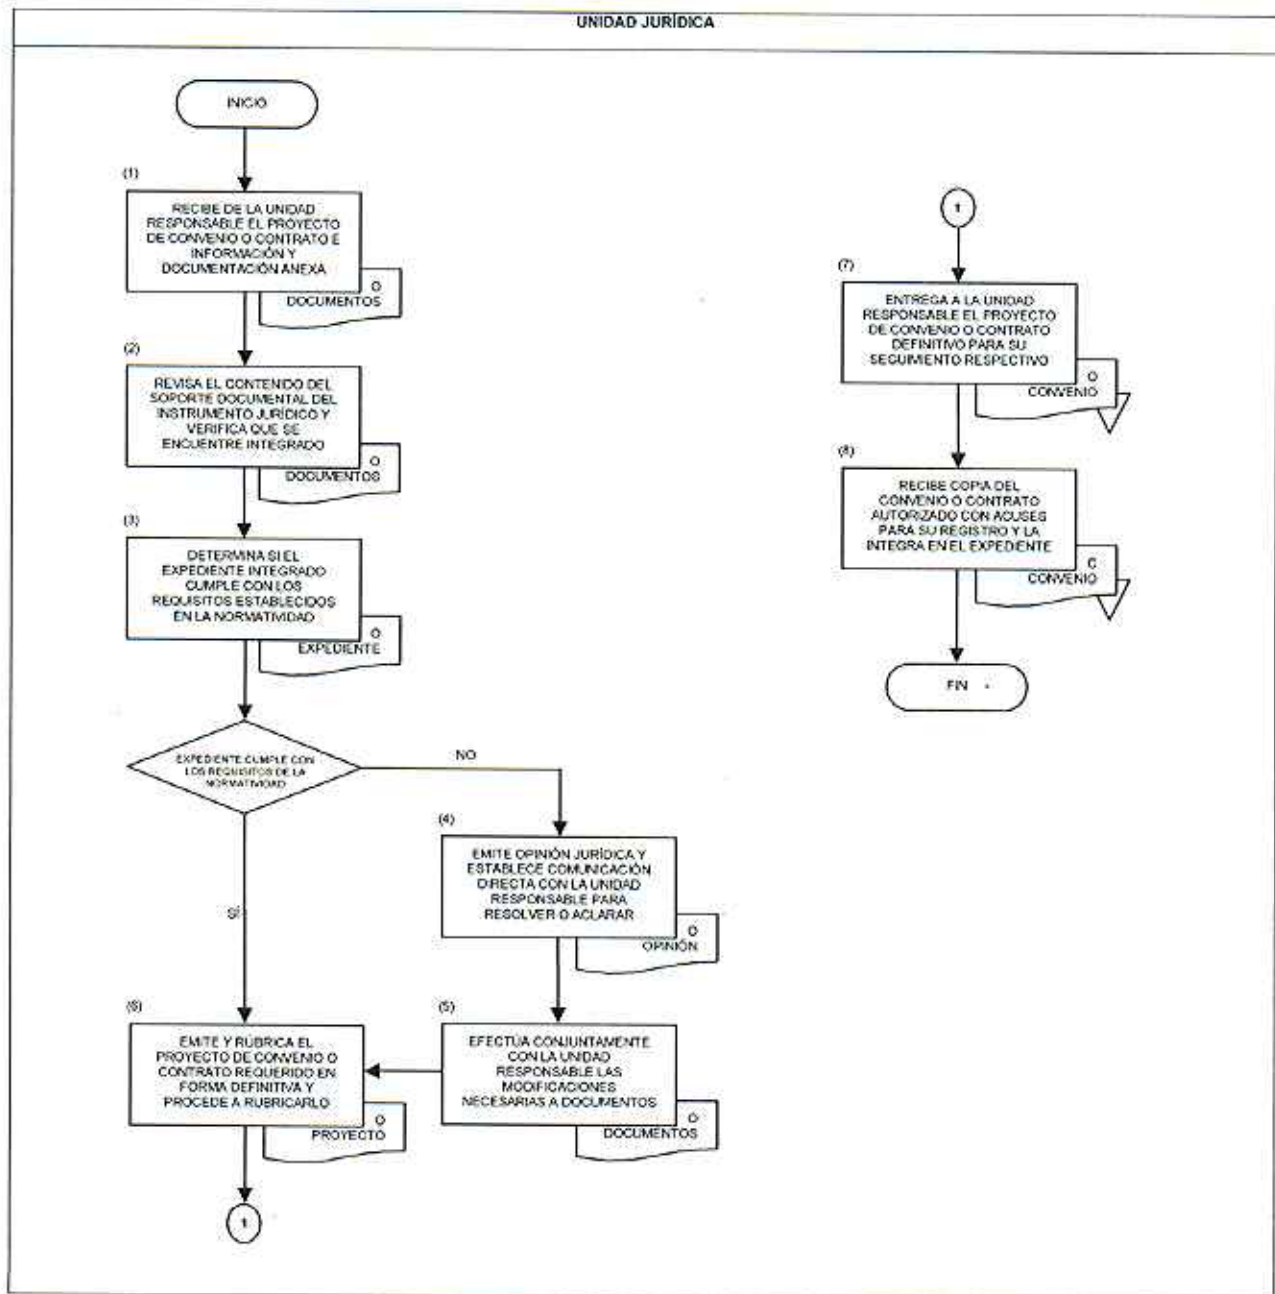 UNIDAD JURÍDICA
INICIO
(1)
RECIBE DE LA UNIDAD
RESPONSABLE EL PROYECTO
DE CONVENIO O CONTRATO E
INFORMACIÓN Y
DOCUMENTACIÓN ANEXA
O
DOCUMENTOS
(2)
REVISA EL CONTENIDO DEL
SOPORTE DOCUMENTAL DEL
INSTRUMENTO JURÍDICO Y
VERIFICA QUE SE
ENCUENTRE INTEGRADO
O
DOCUMENTOS
(3)
DETERMINA SI EL
EXPEDIENTE INTEGRADO
CUMPLE CON LOS
REQUISITOS ESTABLECIDOS
EN LA NORMATIVIDAD
O
EXPEDIENTE
EXPEDIENTE CUMPLE CON
LOS REQUISITOS DE LA
NORMATIVIDAD
NO
SÍ
(4)
EMITE OPINIÓN JURÍDICA Y
ESTABLECE COMUNICACIÓN
DIRECTA CON LA UNIDAD
RESPONSABLE PARA
RESOLVER O ACLARAR
O
OPINIÓN
(5)
EFECTÚA CONJUNTAMENTE
CON LA UNIDAD
RESPONSABLE LAS
MODIFICACIONES
NECESARIAS A DOCUMENTOS
O
DOCUMENTOS
(6)
EMITE Y RÚBRICA EL
PROYECTO DE CONVENIO O
CONTRATO REQUERIDO EN
FORMA DEFINITIVA Y
PROCEDE A RUBRICARLO
O
PROYECTO
1
1
(7)
ENTREGA A LA UNIDAD
RESPONSABLE EL PROYECTO
DE CONVENIO O CONTRATO
DEFINITIVO PARA SU
SEGUIMIENTO RESPECTIVO
O
CONVENIO
(8)
RECIBE COPIA DEL
CONVENIO O CONTRATO
AUTORIZADO CON ACUSES
PARA SU REGISTRO Y LA
INTEGRA EN EL EXPEDIENTE
C
CONVENIO
FIN